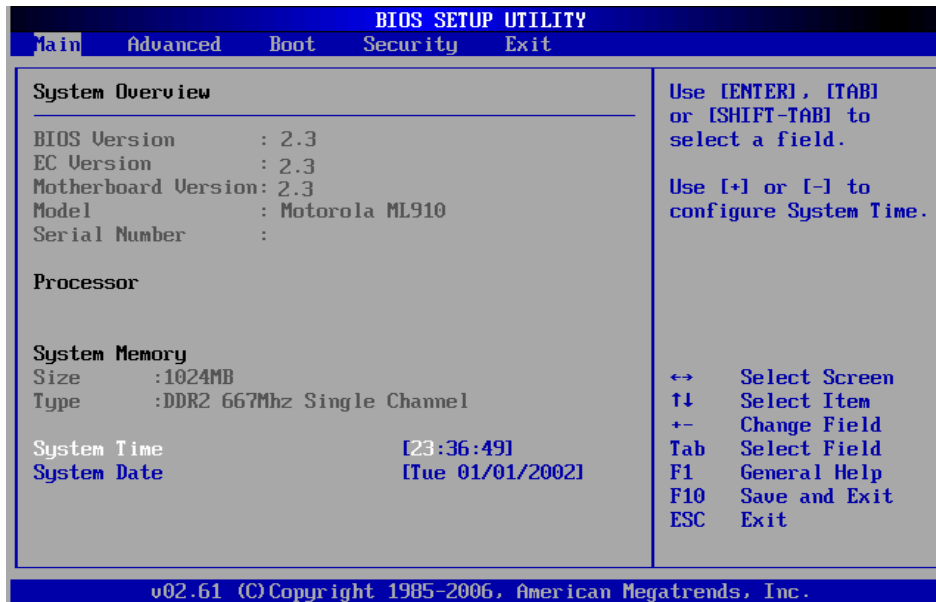 BIOS SETUP UTILITY
Main Advanced Boot Security Exit
System Overview
BIOS Version : 2.3
EC Version : 2.3
Motherboard Version: 2.3
Model : Motorola ML910
Serial Number :
Processor
System Memory
Size :1024MB
Type :DDR2 667Mhz Single Channel
System Time [23:36:49]
System Date [Tue 01/01/2002]
Use [ENTER], [TAB]
or [SHIFT-TAB] to
select a field.
Use [+] or [-] to
configure System Time.
↔ Select Screen
↑↓ Select Item
+- Change Field
Tab Select Field
F1 General Help
F10 Save and Exit
ESC Exit
v02.61 (C)Copyright 1985-2006, American Megatrends, Inc.